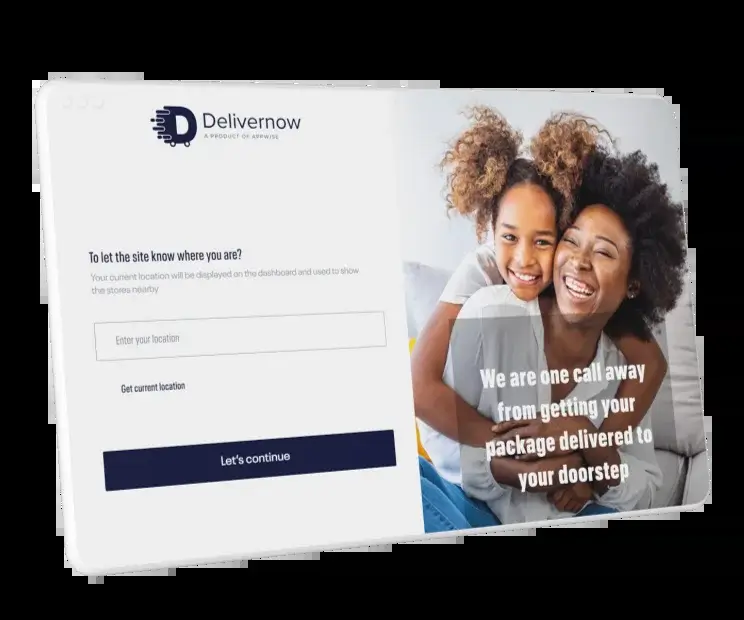 Delivernow
A PRODUCT OF APPWISE
To let the site know where you are?
Your current location will be displayed on the dashboard and used to show
the stores nearby
Enter your location
Get current location
Let's continue
We are one call away
from getting your
package delivered to
your doorstep